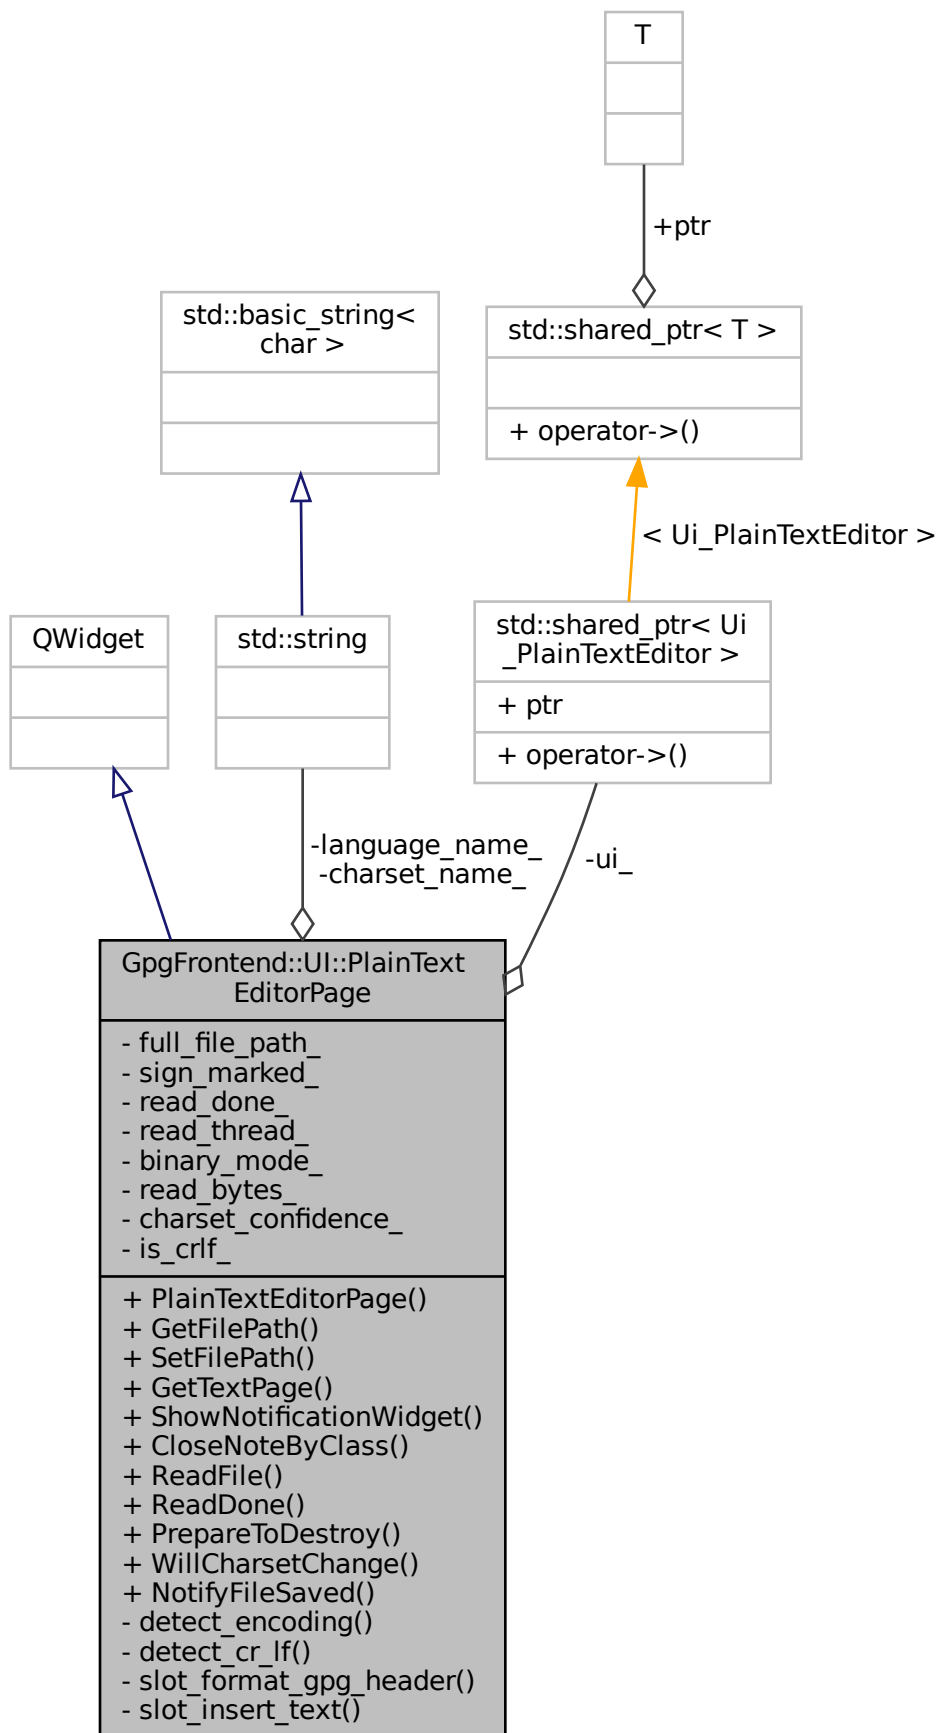 T
+ptr
std::basic_string<
char >
std::shared_ptr< T >
+ operator->()
< Ui_PlainTextEditor >
QWidget
std::string
std::shared_ptr< Ui
_PlainTextEditor >
+ ptr
+ operator->()
-language_name_
-charset_name_
-ui_
GpgFrontend::UI::PlainText
EditorPage
- full_file_path_
- sign_marked_
- read_done_
- read_thread_
- binary_mode_
- read_bytes_
- charset_confidence_
- is_crlf_
+ PlainTextEditorPage()
+ GetFilePath()
+ SetFilePath()
+ GetTextPage()
+ ShowNotificationWidget()
+ CloseNoteByClass()
+ ReadFile()
+ ReadDone()
+ PrepareToDestroy()
+ WillCharsetChange()
+ NotifyFileSaved()
- detect_encoding()
- detect_cr_lf()
- slot_format_gpg_header()
- slot_insert_text()